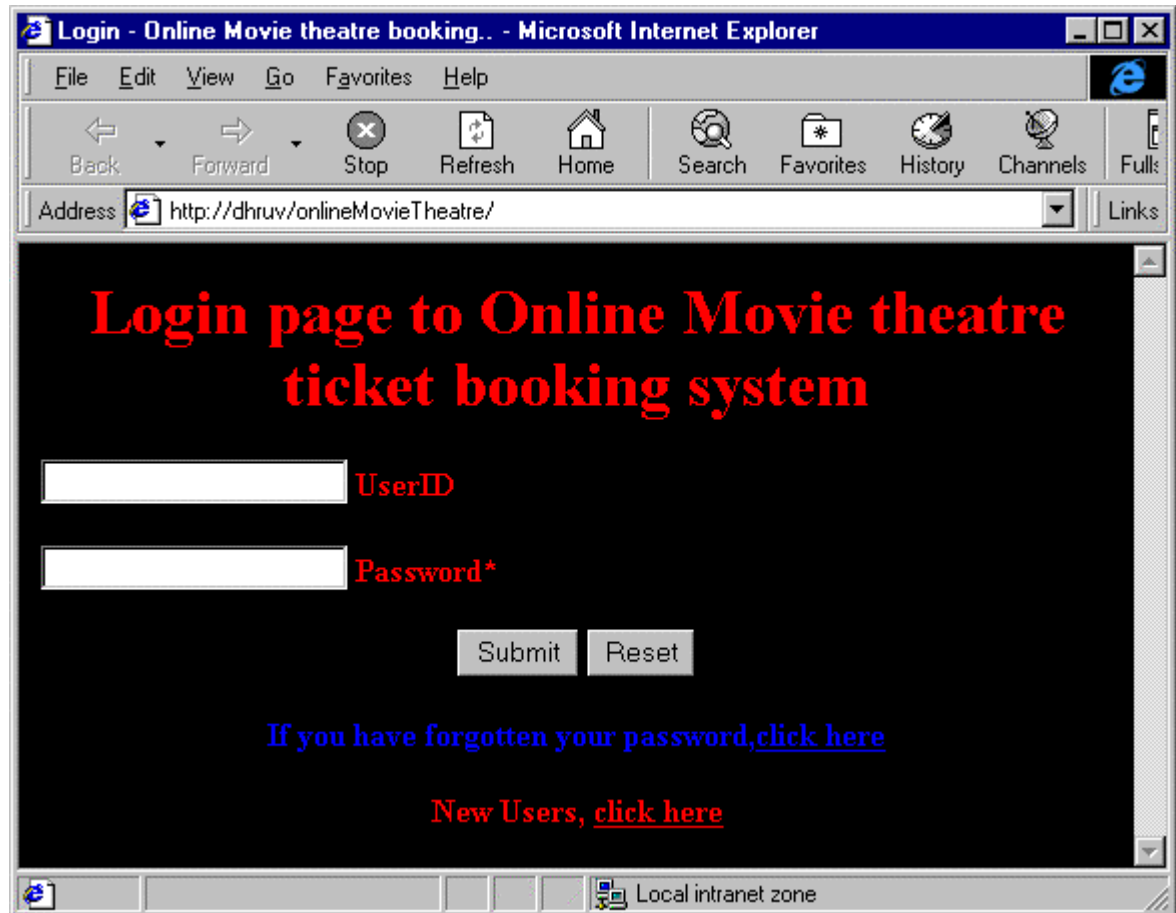 Login - Online Movie theatre booking.. - Microsoft Internet Explorer
File Edit View Go Favorites Help
Back Forward Stop Refresh Home Search Favorites History Channels Fulls
Address http://dhruv/onlineMovieTheatre/ Links
Login page to Online Movie theatre
ticket booking system
UserID
Password*
Submit Reset
If you have forgotten your password,click here
New Users, click here
Local intranet zone